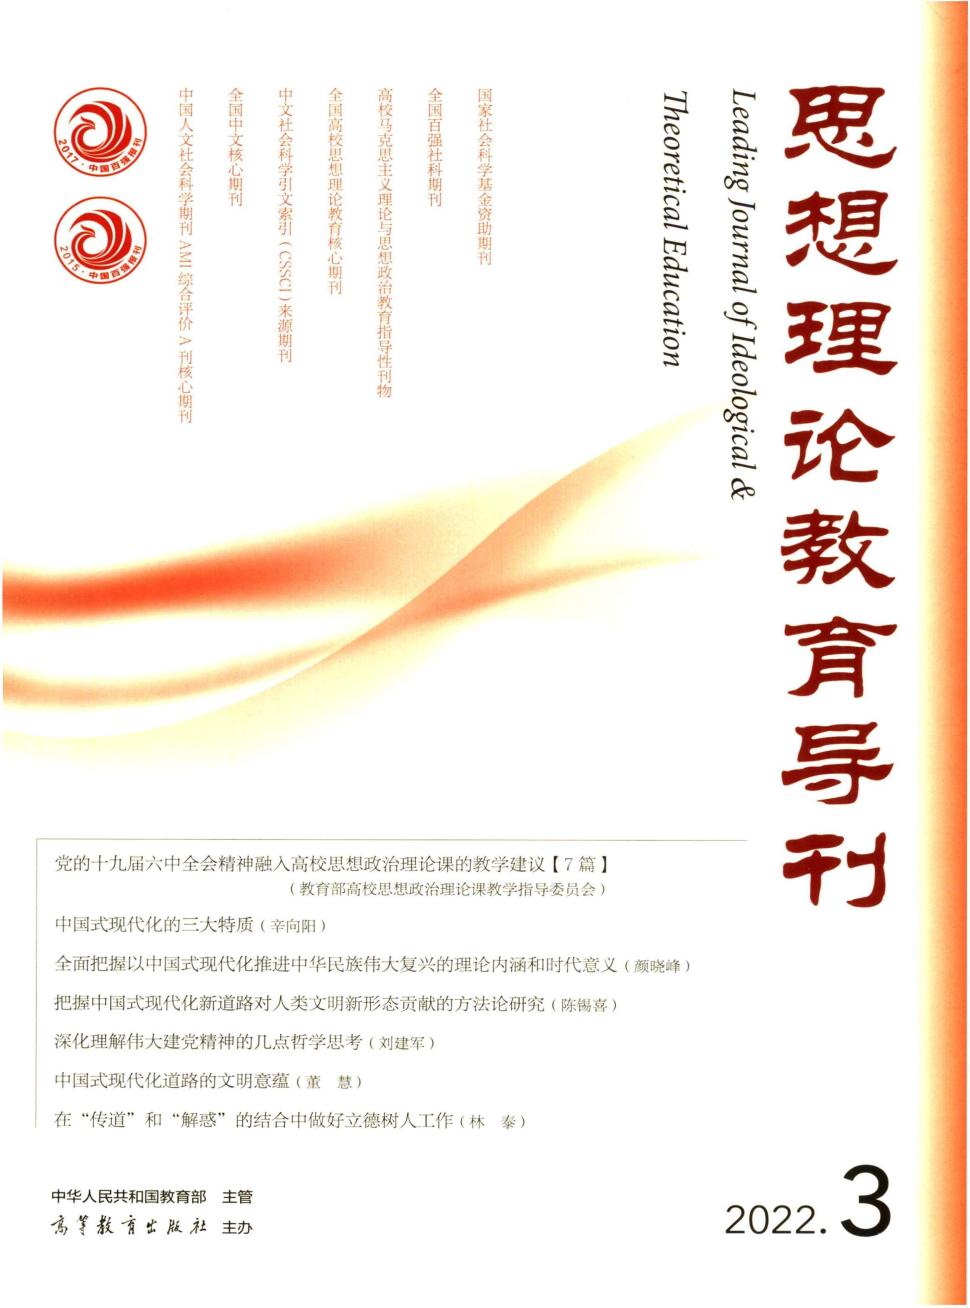 思想理论教育导刊
Leading Journal of Ideological &
Theoretical Education
国家社会科学基金资助期刊
全国百强社科期刊
高校马克思主义理论与思想政治教育指导性刊物
全国高校思想理论教育核心期刊
中文社会科学引文索引（CSSCI）来源期刊
全国中文核心期刊
中国人文社会科学期刊 AMI 综合评价 A 刊核心期刊
2017·中国百强报刊
2015·中国百强报刊
党的十九届六中全会精神融入高校思想政治理论课的教学建议【7 篇】
（教育部高校思想政治理论课教学指导委员会）
中国式现代化的三大特质（辛向阳）
全面把握以中国式现代化推进中华民族伟大复兴的理论内涵和时代意义（颜晓峰）
把握中国式现代化新道路对人类文明新形态贡献的方法论研究（陈锡喜）
深化理解伟大建党精神的几点哲学思考（刘建军）
中国式现代化道路的文明意蕴（董　慧）
在“传道”和“解惑”的结合中做好立德树人工作（林　泰）
中华人民共和国教育部　主管
高等教育出版社　主办
2022. 3